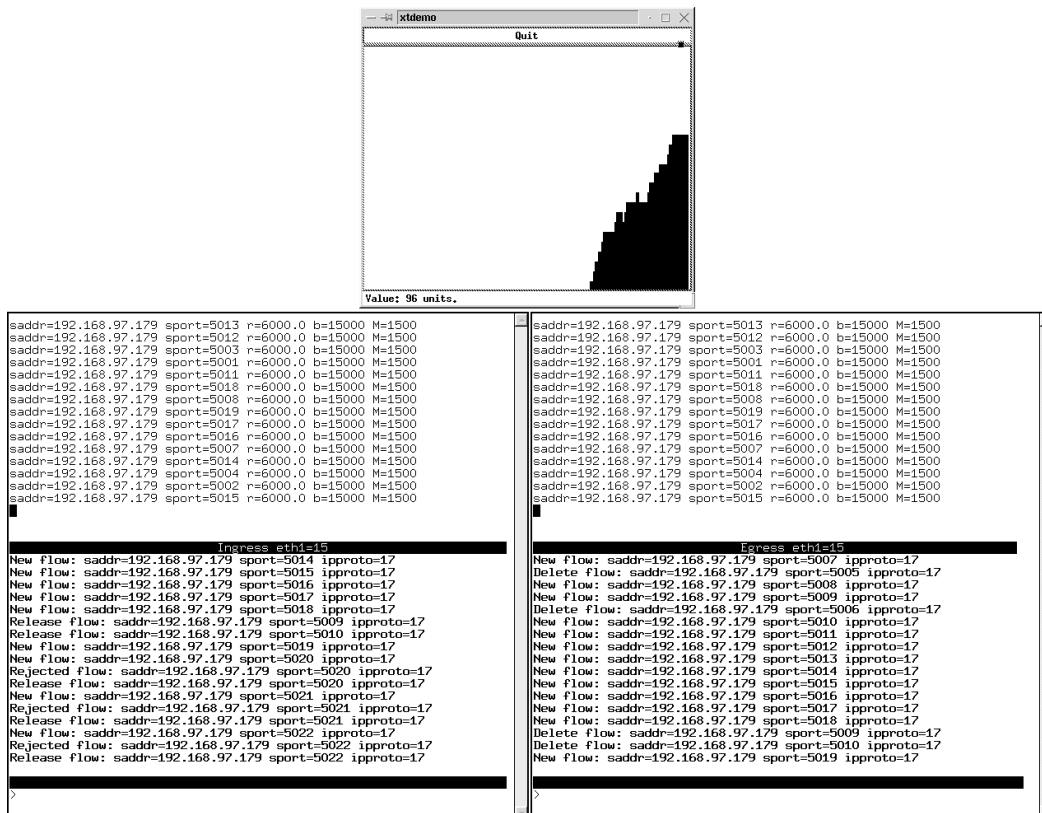 xtdemo
Quit
Value: 96 units.
saddr=192.168.97.179 sport=5013 r=6000.0 b=15000 M=1500
saddr=192.168.97.179 sport=5012 r=6000.0 b=15000 M=1500
saddr=192.168.97.179 sport=5003 r=6000.0 b=15000 M=1500
saddr=192.168.97.179 sport=5001 r=6000.0 b=15000 M=1500
saddr=192.168.97.179 sport=5011 r=6000.0 b=15000 M=1500
saddr=192.168.97.179 sport=5018 r=6000.0 b=15000 M=1500
saddr=192.168.97.179 sport=5008 r=6000.0 b=15000 M=1500
saddr=192.168.97.179 sport=5019 r=6000.0 b=15000 M=1500
saddr=192.168.97.179 sport=5017 r=6000.0 b=15000 M=1500
saddr=192.168.97.179 sport=5016 r=6000.0 b=15000 M=1500
saddr=192.168.97.179 sport=5007 r=6000.0 b=15000 M=1500
saddr=192.168.97.179 sport=5014 r=6000.0 b=15000 M=1500
saddr=192.168.97.179 sport=5004 r=6000.0 b=15000 M=1500
saddr=192.168.97.179 sport=5002 r=6000.0 b=15000 M=1500
saddr=192.168.97.179 sport=5015 r=6000.0 b=15000 M=1500
Ingress eth1=15
New flow: saddr=192.168.97.179 sport=5014 ipproto=17
New flow: saddr=192.168.97.179 sport=5015 ipproto=17
New flow: saddr=192.168.97.179 sport=5016 ipproto=17
New flow: saddr=192.168.97.179 sport=5017 ipproto=17
New flow: saddr=192.168.97.179 sport=5018 ipproto=17
Release flow: saddr=192.168.97.179 sport=5009 ipproto=17
Release flow: saddr=192.168.97.179 sport=5010 ipproto=17
New flow: saddr=192.168.97.179 sport=5019 ipproto=17
New flow: saddr=192.168.97.179 sport=5020 ipproto=17
Rejected flow: saddr=192.168.97.179 sport=5020 ipproto=17
Release flow: saddr=192.168.97.179 sport=5020 ipproto=17
New flow: saddr=192.168.97.179 sport=5021 ipproto=17
Rejected flow: saddr=192.168.97.179 sport=5021 ipproto=17
Release flow: saddr=192.168.97.179 sport=5021 ipproto=17
New flow: saddr=192.168.97.179 sport=5022 ipproto=17
Rejected flow: saddr=192.168.97.179 sport=5022 ipproto=17
Release flow: saddr=192.168.97.179 sport=5022 ipproto=17
>
saddr=192.168.97.179 sport=5013 r=6000.0 b=15000 M=1500
saddr=192.168.97.179 sport=5012 r=6000.0 b=15000 M=1500
saddr=192.168.97.179 sport=5003 r=6000.0 b=15000 M=1500
saddr=192.168.97.179 sport=5001 r=6000.0 b=15000 M=1500
saddr=192.168.97.179 sport=5011 r=6000.0 b=15000 M=1500
saddr=192.168.97.179 sport=5018 r=6000.0 b=15000 M=1500
saddr=192.168.97.179 sport=5008 r=6000.0 b=15000 M=1500
saddr=192.168.97.179 sport=5019 r=6000.0 b=15000 M=1500
saddr=192.168.97.179 sport=5017 r=6000.0 b=15000 M=1500
saddr=192.168.97.179 sport=5016 r=6000.0 b=15000 M=1500
saddr=192.168.97.179 sport=5007 r=6000.0 b=15000 M=1500
saddr=192.168.97.179 sport=5014 r=6000.0 b=15000 M=1500
saddr=192.168.97.179 sport=5004 r=6000.0 b=15000 M=1500
saddr=192.168.97.179 sport=5002 r=6000.0 b=15000 M=1500
saddr=192.168.97.179 sport=5015 r=6000.0 b=15000 M=1500
Egress eth1=15
New flow: saddr=192.168.97.179 sport=5007 ipproto=17
Delete flow: saddr=192.168.97.179 sport=5005 ipproto=17
New flow: saddr=192.168.97.179 sport=5008 ipproto=17
New flow: saddr=192.168.97.179 sport=5009 ipproto=17
Delete flow: saddr=192.168.97.179 sport=5006 ipproto=17
New flow: saddr=192.168.97.179 sport=5010 ipproto=17
New flow: saddr=192.168.97.179 sport=5011 ipproto=17
New flow: saddr=192.168.97.179 sport=5012 ipproto=17
New flow: saddr=192.168.97.179 sport=5013 ipproto=17
New flow: saddr=192.168.97.179 sport=5014 ipproto=17
New flow: saddr=192.168.97.179 sport=5015 ipproto=17
New flow: saddr=192.168.97.179 sport=5016 ipproto=17
New flow: saddr=192.168.97.179 sport=5017 ipproto=17
New flow: saddr=192.168.97.179 sport=5018 ipproto=17
Delete flow: saddr=192.168.97.179 sport=5009 ipproto=17
Delete flow: saddr=192.168.97.179 sport=5010 ipproto=17
New flow: saddr=192.168.97.179 sport=5019 ipproto=17
>